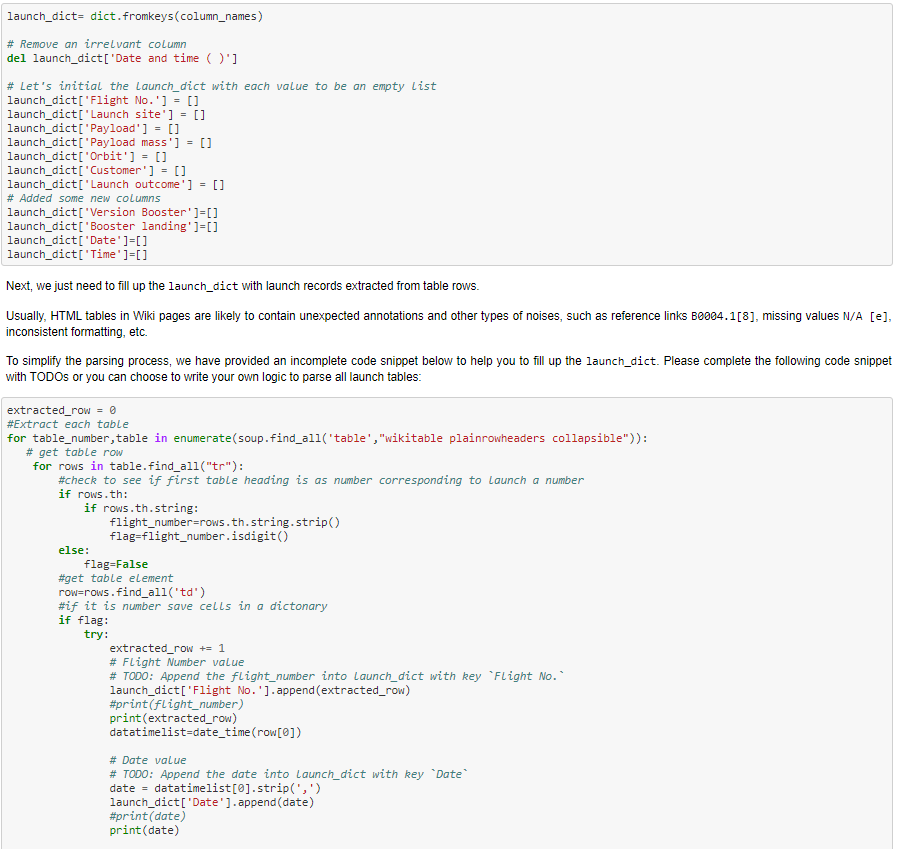 launch_dict= dict.fromkeys(column_names)

# Remove an irrelvant column
del launch_dict['Date and time ( )']

# Let's initial the launch_dict with each value to be an empty list
launch_dict['Flight No.'] = []
launch_dict['Launch site'] = []
launch_dict['Payload'] = []
launch_dict['Payload mass'] = []
launch_dict['Orbit'] = []
launch_dict['Customer'] = []
launch_dict['Launch outcome'] = []
# Added some new columns
launch_dict['Version Booster']=[]
launch_dict['Booster landing']=[]
launch_dict['Date']=[]
launch_dict['Time']=[]

Next, we just need to fill up the launch_dict with launch records extracted from table rows.

Usually, HTML tables in Wiki pages are likely to contain unexpected annotations and other types of noises, such as reference links B0004.1[8], missing values N/A [e],
inconsistent formatting, etc.

To simplify the parsing process, we have provided an incomplete code snippet below to help you to fill up the launch_dict. Please complete the following code snippet
with TODOs or you can choose to write your own logic to parse all launch tables:

extracted_row = 0
#Extract each table
for table_number,table in enumerate(soup.find_all('table',"wikitable plainrowheaders collapsible")):
   # get table row
    for rows in table.find_all("tr"):
        #check to see if first table heading is as number corresponding to launch a number
        if rows.th:
            if rows.th.string:
                flight_number=rows.th.string.strip()
                flag=flight_number.isdigit()
        else:
            flag=False
        #get table element
        row=rows.find_all('td')
        #if it is number save cells in a dictonary
        if flag:
            try:
                extracted_row += 1
                # Flight Number value
                # TODO: Append the flight_number into launch_dict with key `Flight No.`
                launch_dict['Flight No.'].append(extracted_row)
                #print(flight_number)
                print(extracted_row)
                datatimelist=date_time(row[0])

                # Date value
                # TODO: Append the date into launch_dict with key `Date`
                date = datatimelist[0].strip(',')
                launch_dict['Date'].append(date)
                #print(date)
                print(date)